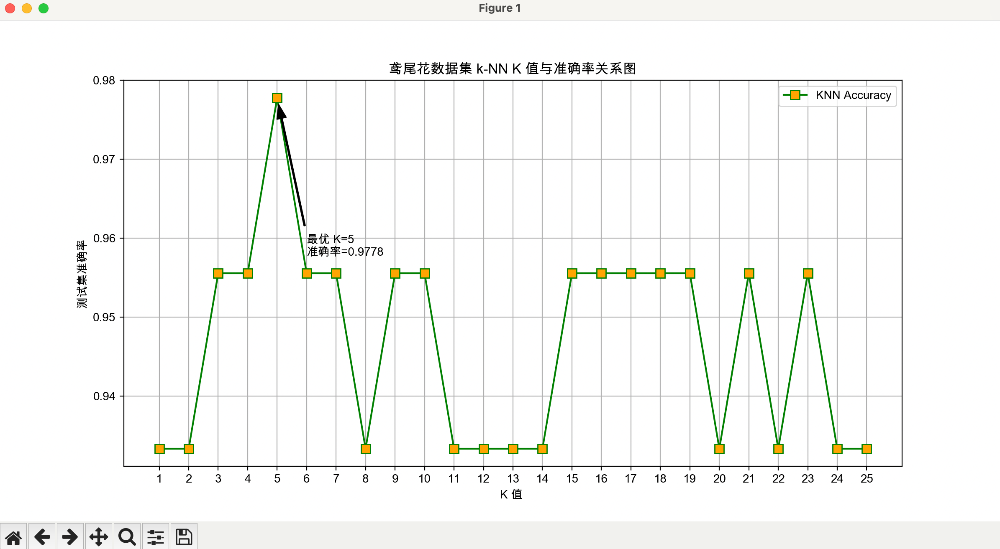 Figure 1
鸢尾花数据集 k-NN K 值与准确率关系图
KNN Accuracy
0.98
0.97
0.96
0.95
0.94
测试集准确率
最优 K=5
准确率=0.9778
1 2 3 4 5 6 7 8 9 10 11 12 13 14 15 16 17 18 19 20 21 22 23 24 25
K 值